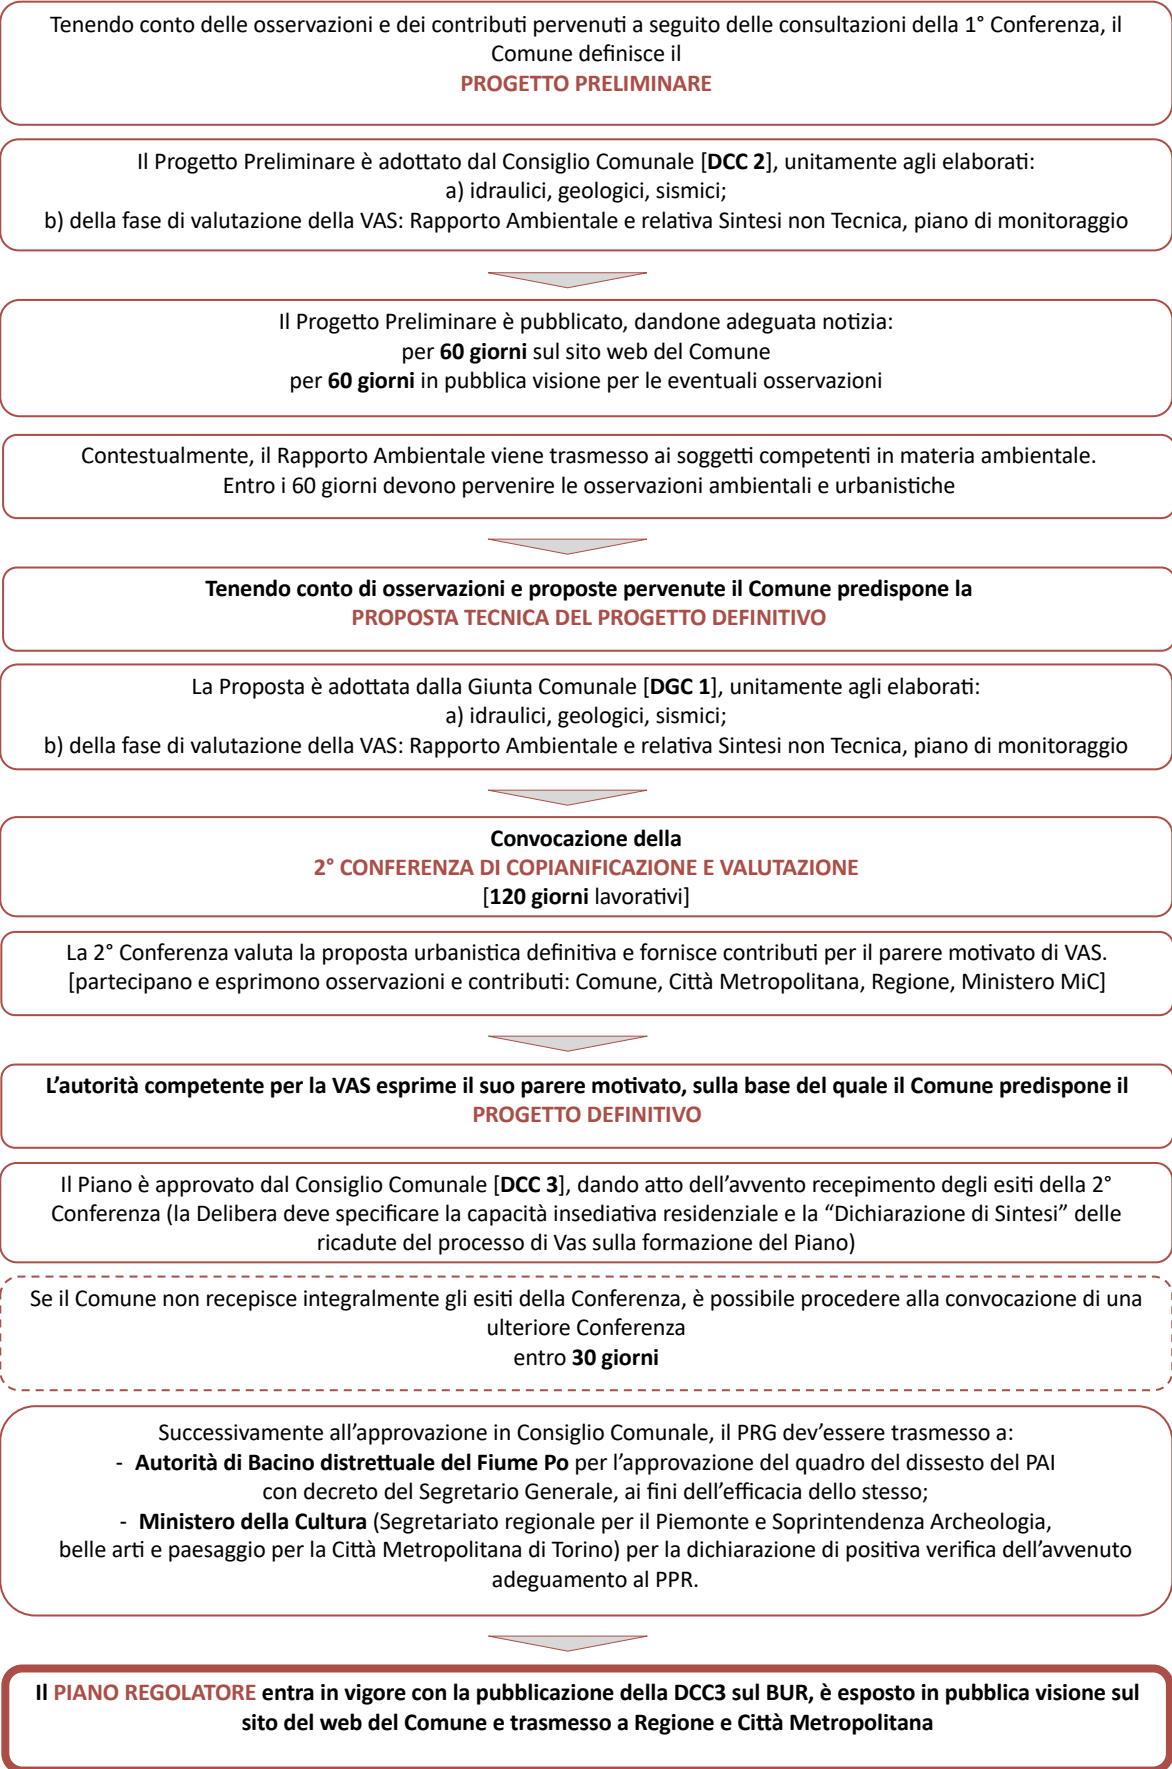 Tenendo conto delle osservazioni e dei contributi pervenuti a seguito delle consultazioni della 1° Conferenza, il
Comune definisce il
PROGETTO PRELIMINARE
Il Progetto Preliminare è adottato dal Consiglio Comunale [DCC 2], unitamente agli elaborati:
a) idraulici, geologici, sismici;
b) della fase di valutazione della VAS: Rapporto Ambientale e relativa Sintesi non Tecnica, piano di monitoraggio
Il Progetto Preliminare è pubblicato, dandone adeguata notizia:
per 60 giorni sul sito web del Comune
per 60 giorni in pubblica visione per le eventuali osservazioni
Contestualmente, il Rapporto Ambientale viene trasmesso ai soggetti competenti in materia ambientale.
Entro i 60 giorni devono pervenire le osservazioni ambientali e urbanistiche
Tenendo conto di osservazioni e proposte pervenute il Comune predispone la
PROPOSTA TECNICA DEL PROGETTO DEFINITIVO
La Proposta è adottata dalla Giunta Comunale [DGC 1], unitamente agli elaborati:
a) idraulici, geologici, sismici;
b) della fase di valutazione della VAS: Rapporto Ambientale e relativa Sintesi non Tecnica, piano di monitoraggio
Convocazione della
2° CONFERENZA DI COPIANIFICAZIONE E VALUTAZIONE
[120 giorni lavorativi]
La 2° Conferenza valuta la proposta urbanistica definitiva e fornisce contributi per il parere motivato di VAS.
[partecipano e esprimono osservazioni e contributi: Comune, Città Metropolitana, Regione, Ministero MiC]
L'autorità competente per la VAS esprime il suo parere motivato, sulla base del quale il Comune predispone il
PROGETTO DEFINITIVO
Il Piano è approvato dal Consiglio Comunale [DCC 3], dando atto dell'avvento recepimento degli esiti della 2°
Conferenza (la Delibera deve specificare la capacità insediativa residenziale e la “Dichiarazione di Sintesi” delle
ricadute del processo di Vas sulla formazione del Piano)
Se il Comune non recepisce integralmente gli esiti della Conferenza, è possibile procedere alla convocazione di una
ulteriore Conferenza
entro 30 giorni
Successivamente all'approvazione in Consiglio Comunale, il PRG dev'essere trasmesso a:
- Autorità di Bacino distrettuale del Fiume Po per l'approvazione del quadro del dissesto del PAI
con decreto del Segretario Generale, ai fini dell'efficacia dello stesso;
- Ministero della Cultura (Segretariato regionale per il Piemonte e Soprintendenza Archeologia,
belle arti e paesaggio per la Città Metropolitana di Torino) per la dichiarazione di positiva verifica dell'avvenuto
adeguamento al PPR.
Il PIANO REGOLATORE entra in vigore con la pubblicazione della DCC3 sul BUR, è esposto in pubblica visione sul
sito del web del Comune e trasmesso a Regione e Città Metropolitana